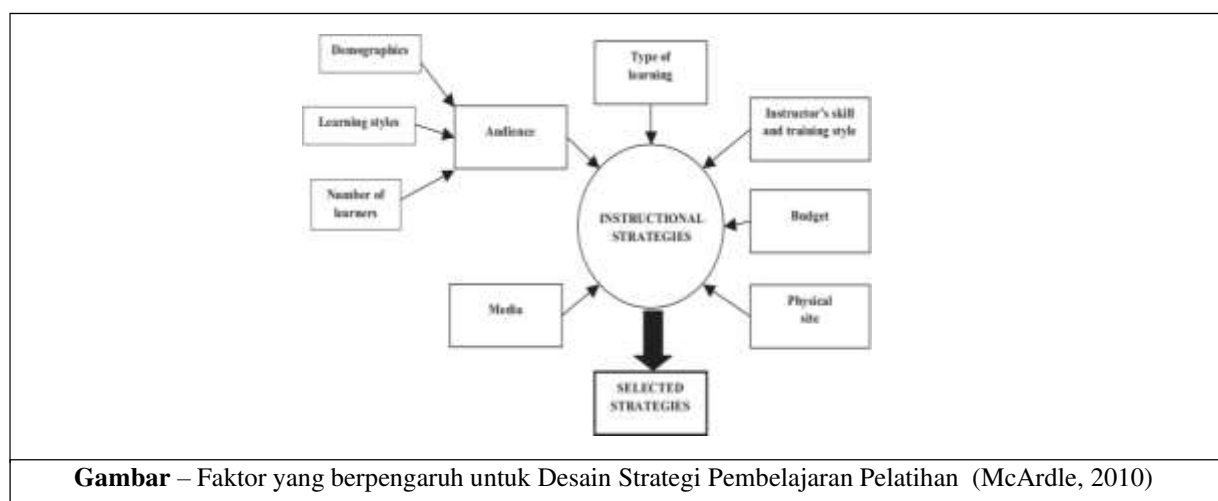 Demographics
Learning styles
Number of
learners
Audience
Type of
learning
Instructor's skill
and training style
INSTRUCTIONAL
STRATEGIES
Budget
Media
Physical
site
SELECTED
STRATEGIES
Gambar – Faktor yang berpengaruh untuk Desain Strategi Pembelajaran Pelatihan (McArdle, 2010)